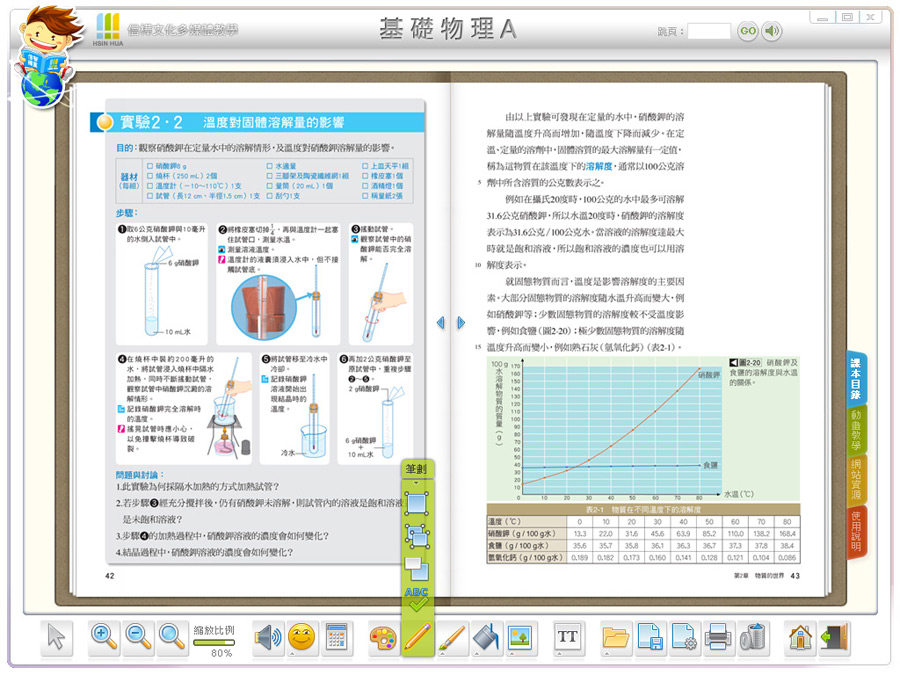 HSIN HUA
基礎物理A
跳頁：
GO
實驗2‧2 溫度對固體溶解量的影響
目的：觀察硝酸鉀在定量水中的溶解情形，及溫度對硝酸鉀溶解量的影響。
器材
(每組)
□ 硝酸鉀8 g □ 水適量 □ 上皿天平1組
□ 燒杯（250 mL）2個 □ 三腳架及陶瓷纖維網1組 □ 橡皮塞1個
□ 溫度計（－10～110℃）1支 □ 量筒（20 mL）1個 □ 酒精燈1個
□ 試管（長12 cm、半徑1.5 cm）1支 □ 刮勺1支 □ 稱量紙2張
步驟：
❶取6公克硝酸鉀與10毫升
的水倒入試管中。
6 g硝酸鉀
10 mL水
❷將橡皮塞切掉1/4，再與溫度計一起塞
住試管口，測量水溫。
測量溶液溫度。
溫度計的液囊須浸入水中，但不接
觸試管底。
❸搖動試管。
觀察試管中的硝
酸鉀能否完全溶
解。
❹在燒杯中裝約200毫升的
水，將試管浸入燒杯中隔水
加熱，同時不斷搖動試管。
觀察試管中硝酸鉀沉澱的溶
解情形。
記錄硝酸鉀完全溶解時
的溫度。
搖晃試管時應小心，
以免撞擊燒杯導致破
裂。
❺將試管移至冷水中
冷卻。
記錄硝酸鉀
溶液開始出
現結晶時的
溫度。
冷水
❻再加2公克硝酸鉀至
原試管中，重複步驟
❷～❺。
2 g硝酸鉀
6 g硝酸鉀
+
10 mL水
問題與討論：
1.此實驗為何採隔水加熱的方式加熱試管？
2.若步驟❸經充分攪拌後，仍有硝酸鉀未溶解，則試管內的溶液是飽和溶液
是未飽和溶液？
3.步驟❹的加熱過程中，硝酸鉀溶液的濃度會如何變化？
4.結晶過程中，硝酸鉀溶液的濃度會如何變化？
42
由以上實驗可發現在定量的水中，硝酸鉀的溶
解量隨溫度升高而增加，隨溫度下降而減少。在定
溫、定量的溶劑中，固體溶質的最大溶解量有一定值，
稱為這物質在該溫度下的溶解度，通常以100公克溶
5 劑中所含溶質的公克數表示之。
例如在攝氏20度時，100公克的水中最多可溶解
31.6公克硝酸鉀，所以水溫20度時，硝酸鉀的溶解度
表示為31.6公克／100公克水。當溶液的溶解度達最大
時就是飽和溶液，所以飽和溶液的濃度也可以用溶
10 解度表示。
就固態物質而言，溫度是影響溶解度的主要因
素。大部分固態物質的溶解度隨水溫升高而變大，例
如硝酸鉀等；少數固態物質的溶解度較不受溫度影
響，例如食鹽（圖2-20）；極少數固態物質的溶解度隨
15 溫度升高而變小，例如熟石灰（氫氧化鈣）（表2-1）。
100 g水溶解物質的質量（g）
170
160
150
140
130
120
110
100
90
80
70
60
50
40
30
20
10
0 10 20 30 40 50 60 70 80
水溫（℃）
硝酸鉀
食鹽
圖2-20 硝酸鉀及
食鹽的溶解度與水溫
的關係。
表2-1 物質在不同溫度下的溶解度
溫度（℃） 0 10 20 30 40 50 60 70 80
硝酸鉀（g / 100 g水） 13.3 22.0 31.6 45.6 63.9 85.2 110.0 138.2 168.4
食鹽（g / 100 g水） 35.6 35.7 35.8 36.1 36.3 36.7 37.3 37.8 38.4
氫氧化鈣（g / 100 g水） 0.189 0.182 0.173 0.160 0.141 0.128 0.121 0.104 0.086
第2章 物質的世界 43
課本目錄
動畫教學
網站資源
使用說明
筆劃
ABC
縮放比例
80%
TT